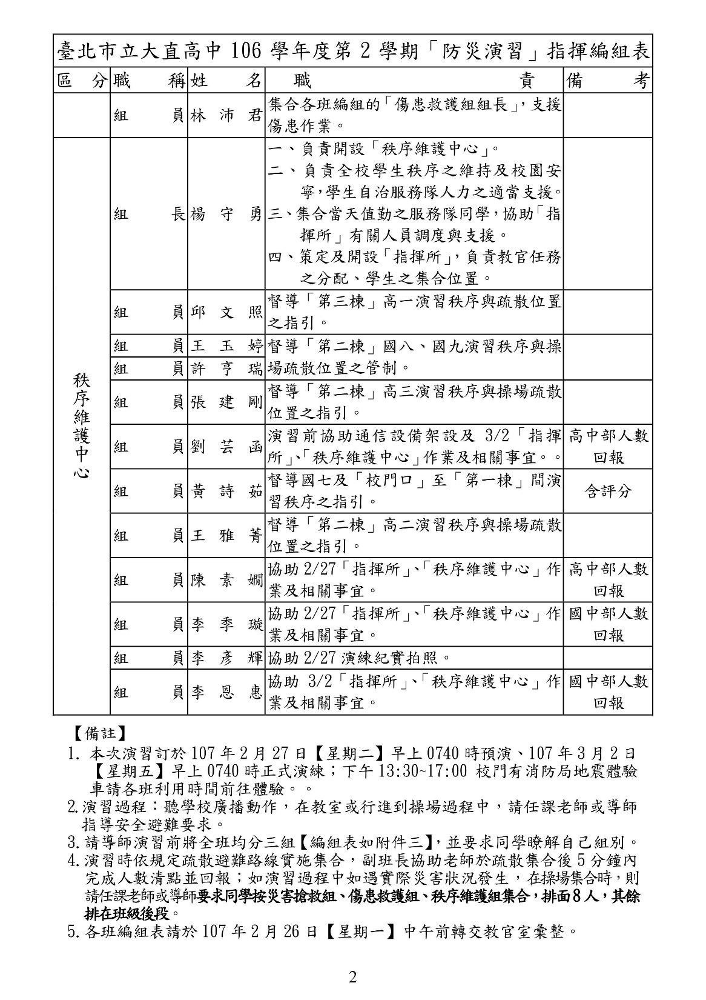 臺北市立大直高中 106 學年度第 2 學期「防災演習」指揮編組表
區 分 職 稱 姓 名 職 責 備 考
組 員 林 沛 君 集合各班編組的「傷患救護組組長」，支援
傷患作業。
秩序維護中心
組 長 楊 守 勇 一、負責開設「秩序維護中心」。
二、負責全校學生秩序之維持及校園安
寧，學生自治服務隊人力之適當支援。
三、集合當天值勤之服務隊同學，協助「指
揮所」有關人員調度與支援。
四、策定及開設「指揮所」，負責教官任務
之分配、學生之集合位置。
組 員 邱 文 照 督導「第三棟」高一演習秩序與疏散位置
之指引。
組 員 王 玉 婷 督導「第二棟」國八、國九演習秩序與操
組 員 許 亨 瑞 場疏散位置之管制。
組 員 張 建 剛 督導「第二棟」高三演習秩序與操場疏散
位置之指引。
組 員 劉 芸 函 演習前協助通信設備架設及 3/2「指揮 高中部人數
所」、「秩序維護中心」作業及相關事宜。。 回報
組 員 黃 詩 茹 督導國七及「校門口」至「第一棟」間演 含評分
習秩序之指引。
組 員 王 雅 菁 督導「第二棟」高二演習秩序與操場疏散
位置之指引。
組 員 陳 素 嫺 協助 2/27「指揮所」、「秩序維護中心」作 高中部人數
業及相關事宜。 回報
組 員 李 季 璇 協助 2/27「指揮所」、「秩序維護中心」作 國中部人數
業及相關事宜。 回報
組 員 李 彥 輝 協助 2/27 演練紀實拍照。
組 員 李 恩 惠 協助 3/2「指揮所」、「秩序維護中心」作 國中部人數
業及相關事宜。 回報
【備註】
1. 本次演習訂於 107 年 2 月 27 日【星期二】早上 0740 時預演、107 年 3 月 2 日
【星期五】早上 0740 時正式演練；下午 13:30~17:00 校門有消防局地震體驗
車請各班利用時間前往體驗。。
2. 演習過程：聽學校廣播動作，在教室或行進到操場過程中，請任課老師或導師
指導安全避難要求。
3. 請導師演習前將全班均分三組【編組表如附件三】，並要求同學瞭解自己組別。
4. 演習時依規定疏散避難路線實施集合，副班長協助老師於疏散集合後 5 分鐘內
完成人數清點並回報；如演習過程中如遇實際災害狀況發生，在操場集合時，則
請任課老師或導師要求同學按災害搶救組、傷患救護組、秩序維護組集合，排面 8 人，其餘
排在班級後段。
5. 各班編組表請於 107 年 2 月 26 日【星期一】中午前轉交教官室彙整。
2